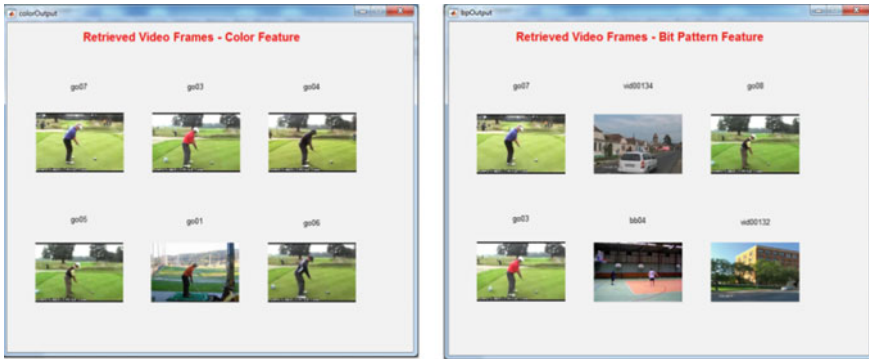 colorOutput
Retrieved Video Frames - Color Feature
go07
go03
go04
go05
go01
go06
bpOutput
Retrieved Video Frames - Bit Pattern Feature
go07
vid00134
go08
go03
bb04
vid00132